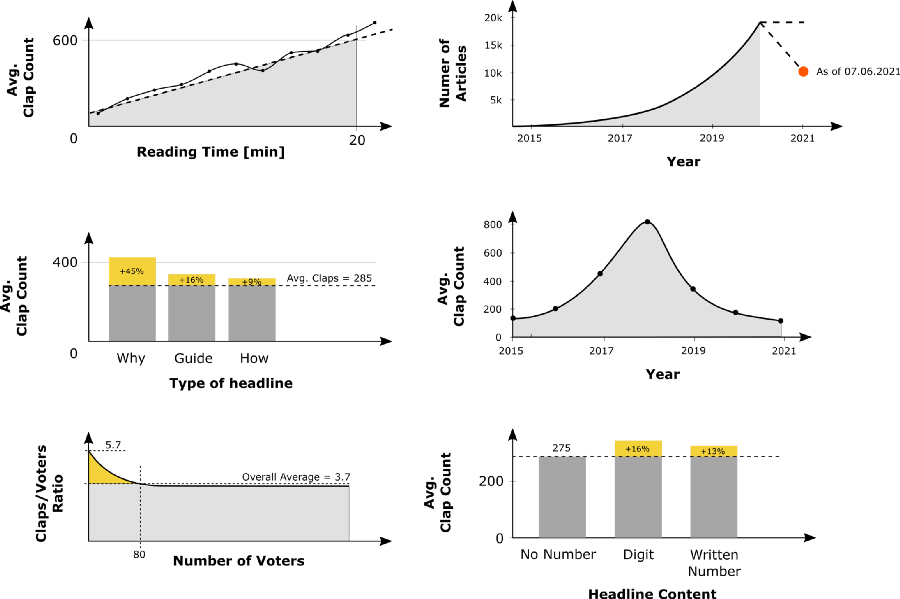 600
Avg.
Clap Count
0
20
Reading Time [min]
20k
15k
10k
5k
Numer of
Articles
As of 07.06.2021
2015
2017
2019
2021
Year
400
Avg.
Clap Count
0
+45%
+16%
+9%
Avg. Claps = 285
Why
Guide
How
Type of headline
800
600
400
200
0
Avg.
Clap Count
2015
2017
2019
2021
Year
5.7
Claps/Voters
Ratio
Overall Average = 3.7
80
Number of Voters
275
+16%
+13%
200
0
Avg.
Clap Count
No Number
Digit
Written
Number
Headline Content